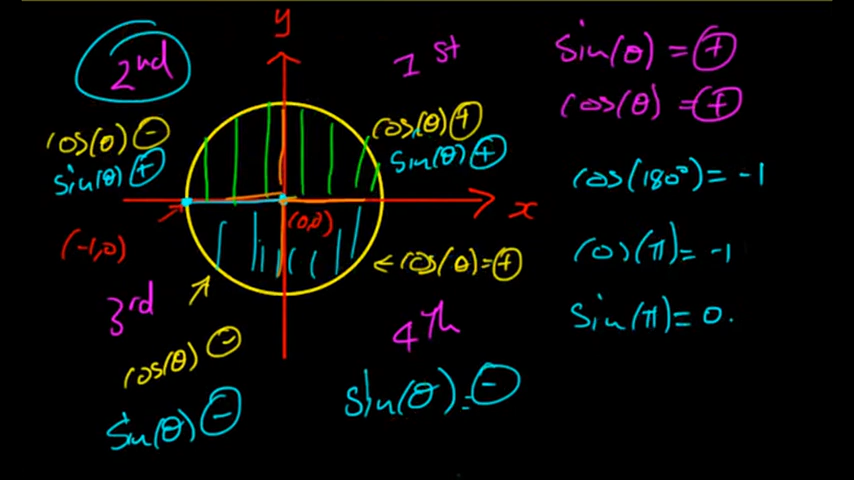 y
2nd
1st
cos(θ) -
sin(θ) +
cos(θ) +
sin(θ) +
(0,0)
x
(-1,0)
3rd
cos(θ) -
sin(θ) -
cos(θ)=+
4Th
sin(θ)=-
sin(θ) = +
cos(θ) = +
cos(180°) = -1
cos(π) = -1
sin(π) = 0.